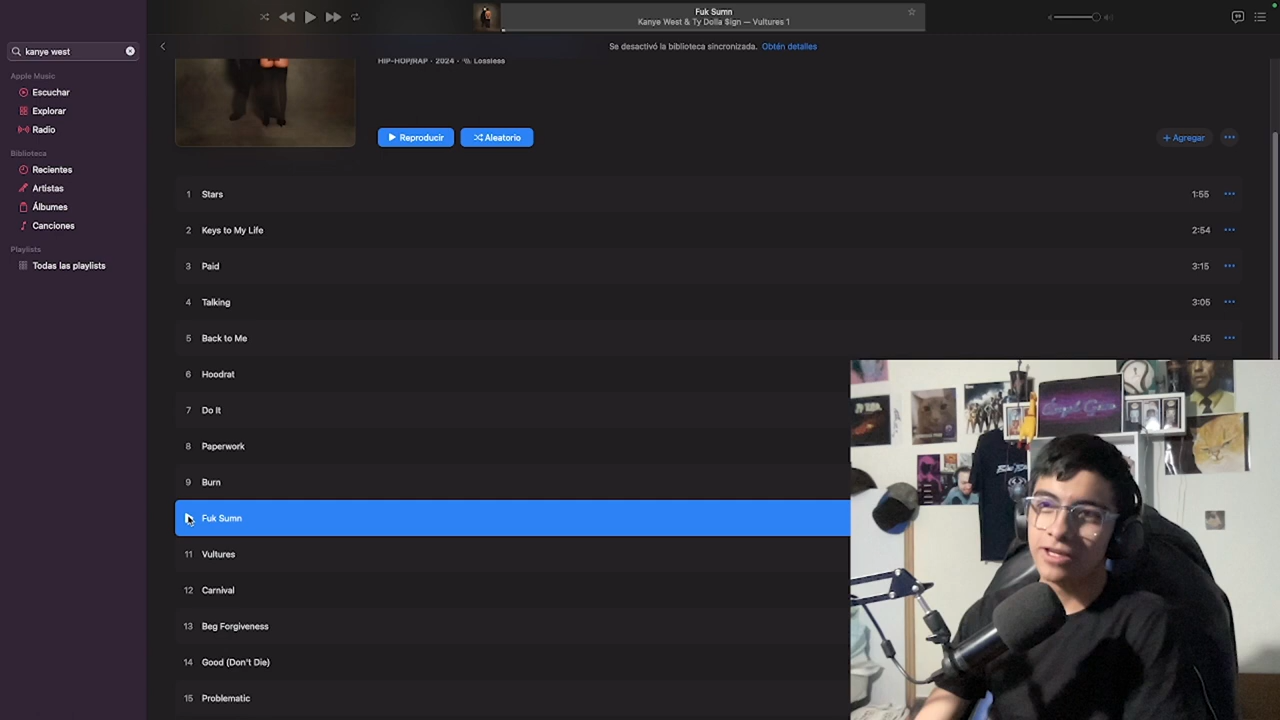 Fuk Sumn
Kanye West & Ty Dolla $ign — Vultures 1
kanye west
Se desactivó la biblioteca sincronizada. Obtén detalles
HIP-HOP/RAP · 2024 · Lossless
Apple Music
Escuchar
Explorar
Radio
Biblioteca
Recientes
Artistas
Álbumes
Canciones
Playlists
Todas las playlists
Reproducir
Aleatorio
+ Agregar
1 Stars 1:55
2 Keys to My Life 2:54
3 Paid 3:15
4 Talking 3:05
5 Back to Me 4:55
6 Hoodrat
7 Do It
8 Paperwork
9 Burn
Fuk Sumn
11 Vultures
12 Carnival
13 Beg Forgiveness
14 Good (Don't Die)
15 Problematic